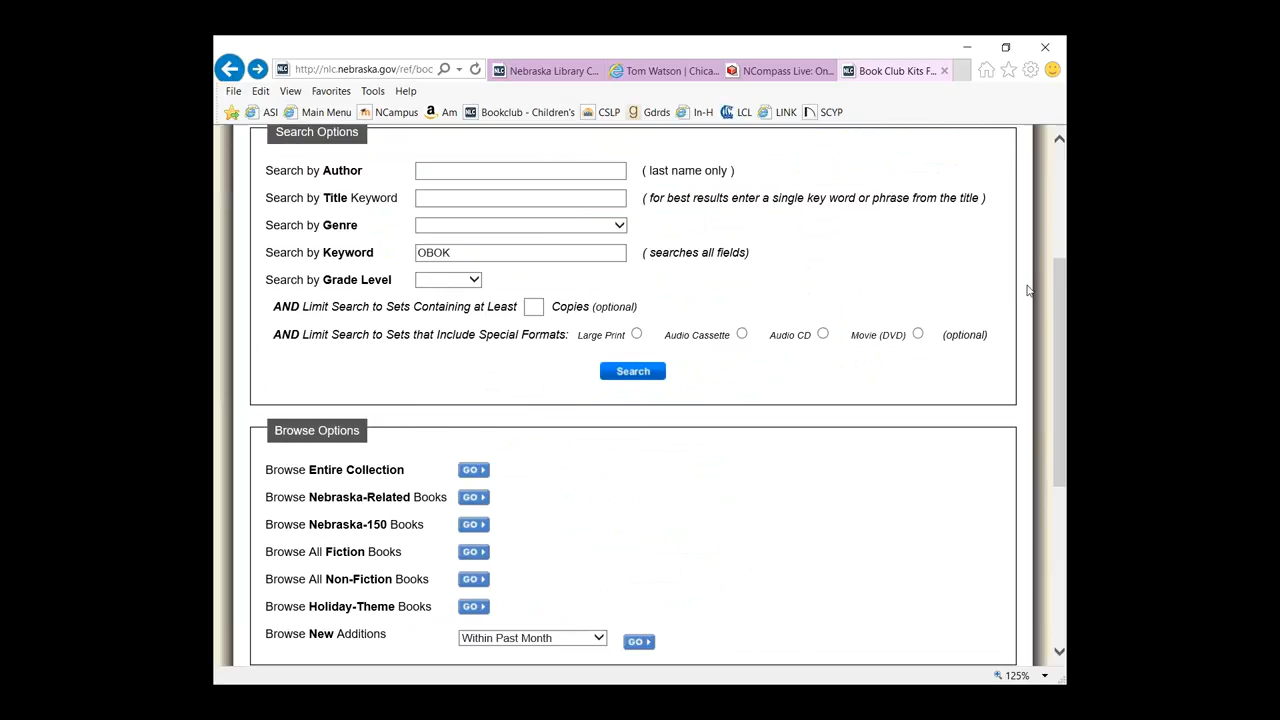 http://nlc.nebraska.gov/ref/boc
NLC
Nebraska Library C...
Tom Watson | Chica...
NCompass Live: On...
NLC
Book Club Kits F...
File Edit View Favorites Tools Help
ASI Main Menu NCampus Am Bookclub - Children's CSLP Gdrds In-H LCL LINK SCYP
Search Options
Search by Author ( last name only )
Search by Title Keyword ( for best results enter a single key word or phrase from the title )
Search by Genre
Search by Keyword OBOK ( searches all fields)
Search by Grade Level
AND Limit Search to Sets Containing at Least Copies (optional)
AND Limit Search to Sets that Include Special Formats: Large Print Audio Cassette Audio CD Movie (DVD) (optional)
Search
Browse Options
Browse Entire Collection GO
Browse Nebraska-Related Books GO
Browse Nebraska-150 Books GO
Browse All Fiction Books GO
Browse All Non-Fiction Books GO
Browse Holiday-Theme Books GO
Browse New Additions Within Past Month GO
125%